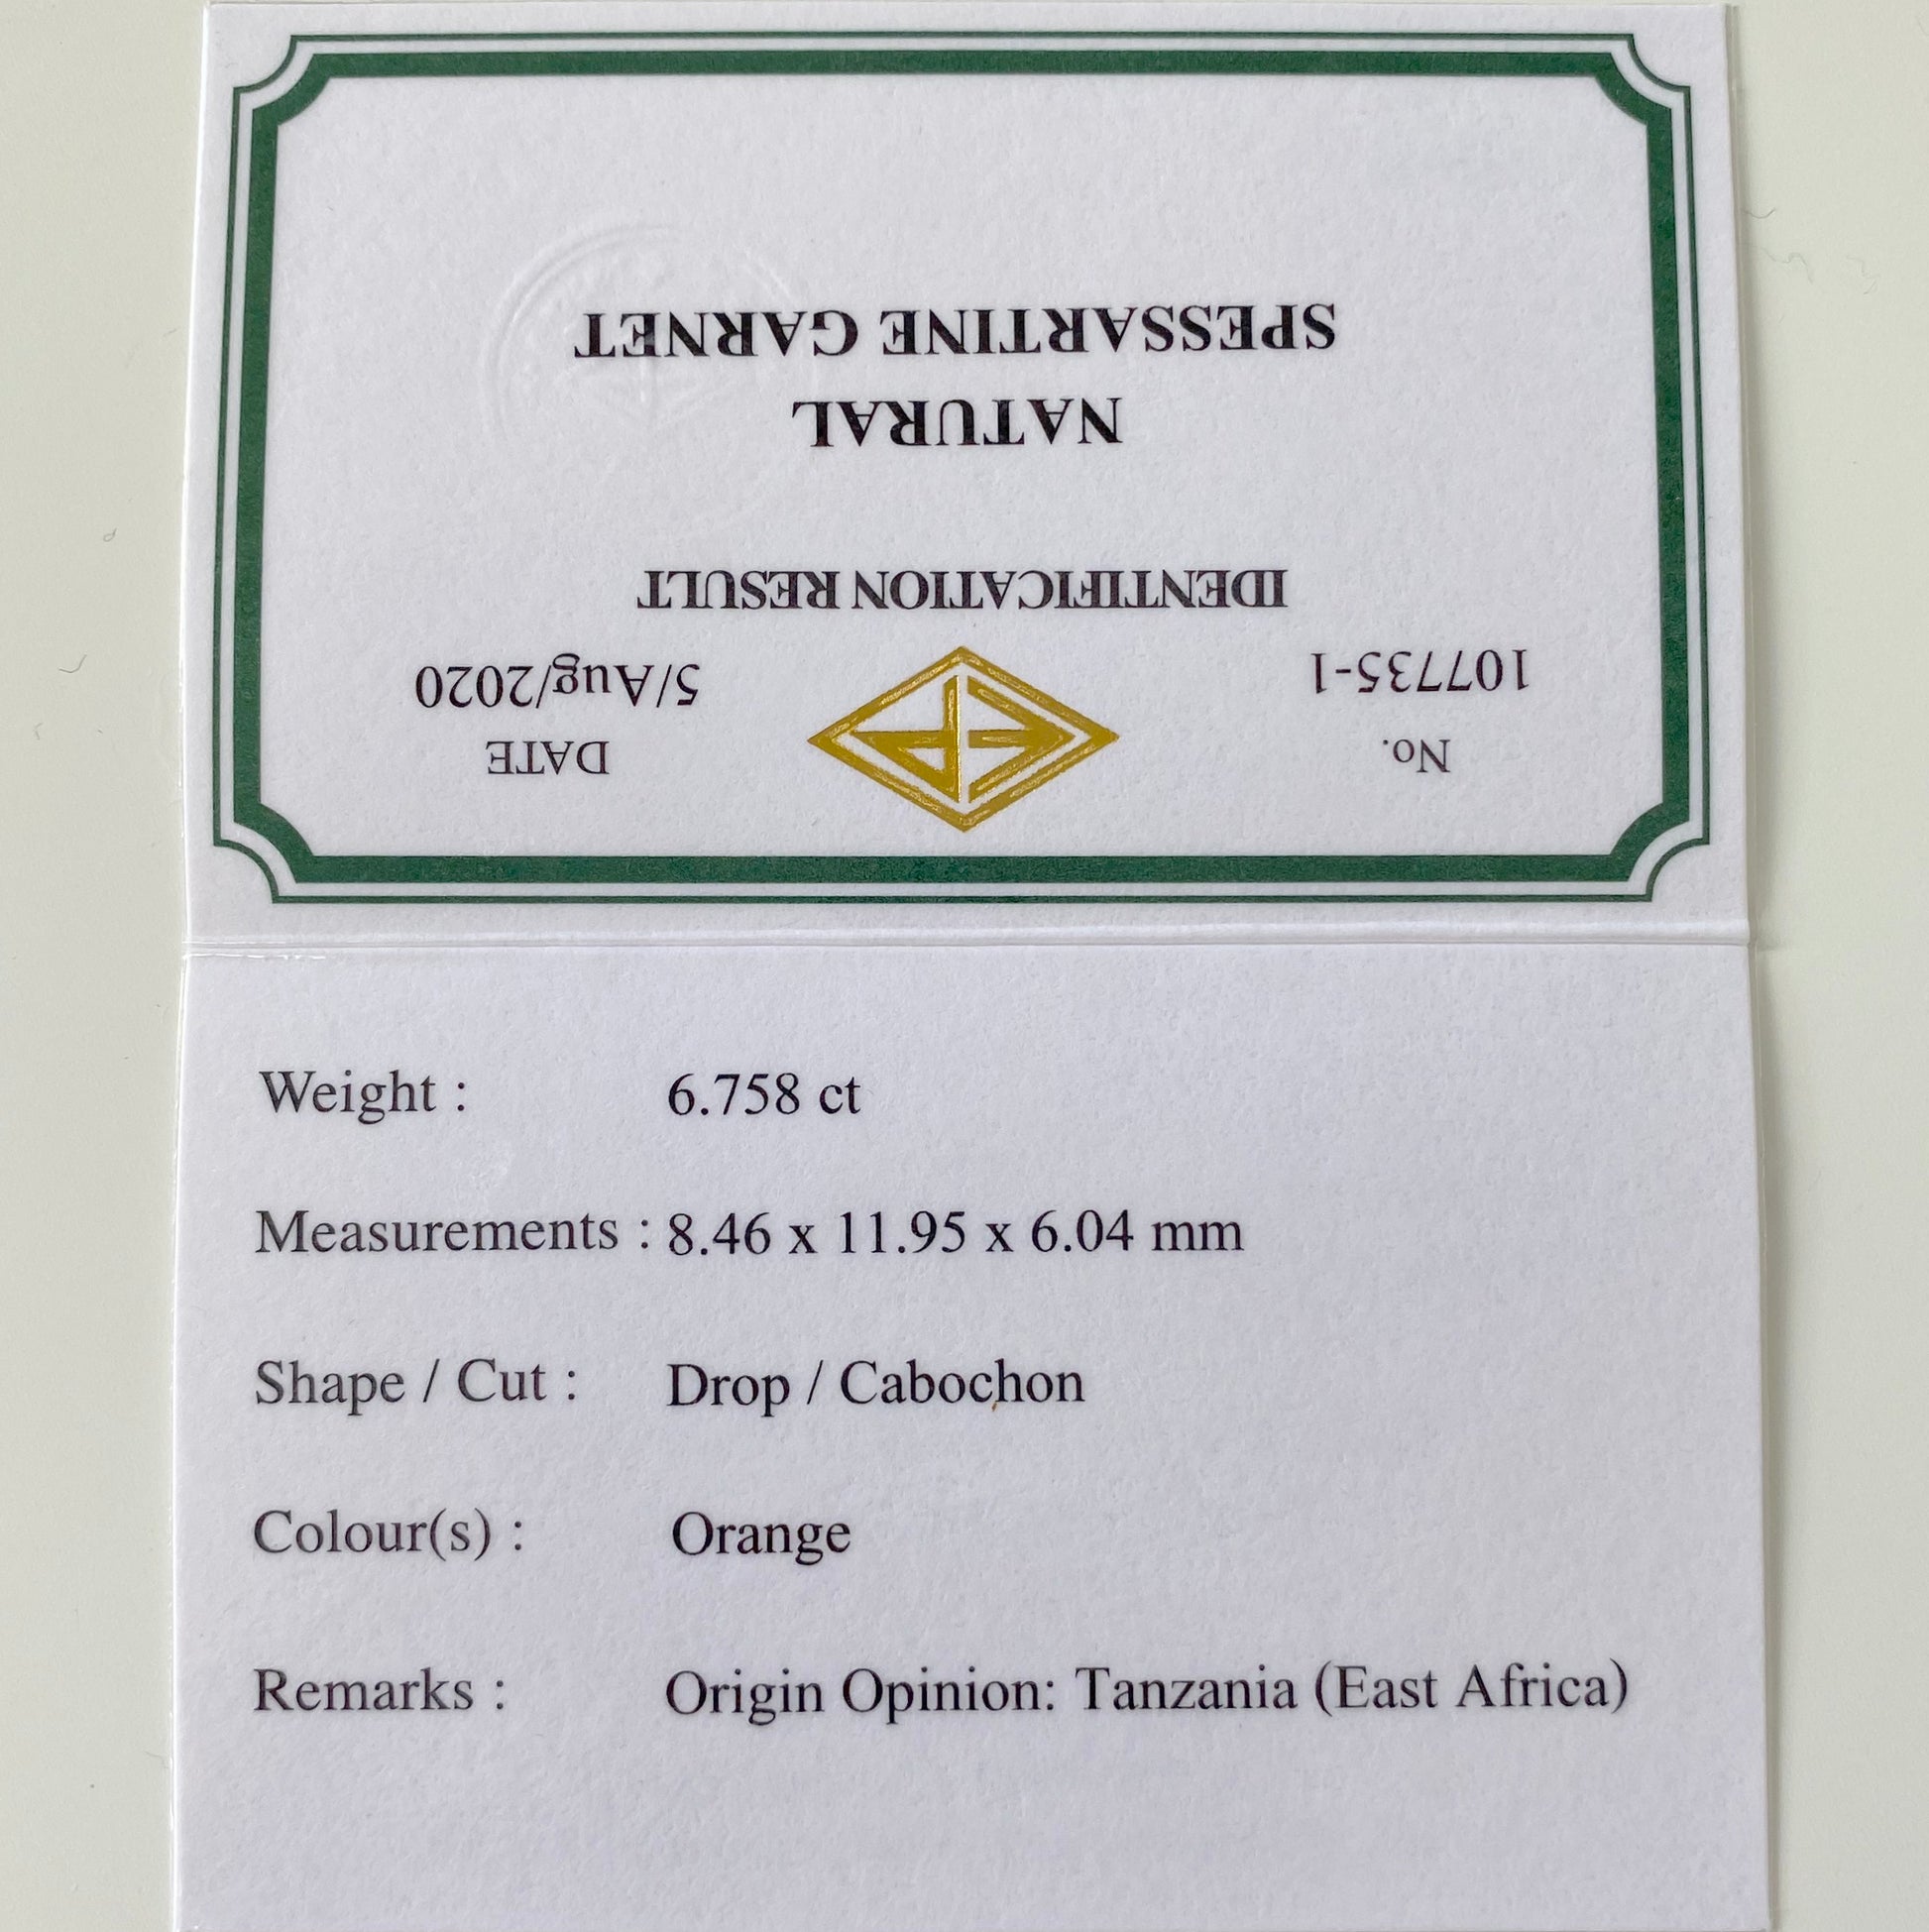 No.
DATE
107735-1
5/Aug/2020
IDENTIFICATION RESULT
NATURAL
SPESSARTINE GARNET
Weight : 6.758 ct
Measurements : 8.46 x 11.95 x 6.04 mm
Shape / Cut : Drop / Cabochon
Colour(s) : Orange
Remarks : Origin Opinion: Tanzania (East Africa)